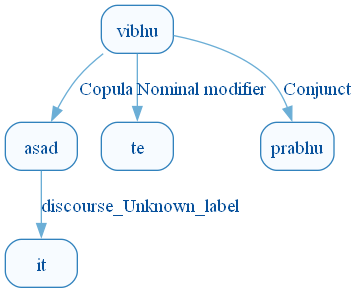 vibhu
Copula Nominal modifier Conjunct
asad te prabhu
discourse_Unknown_label
it